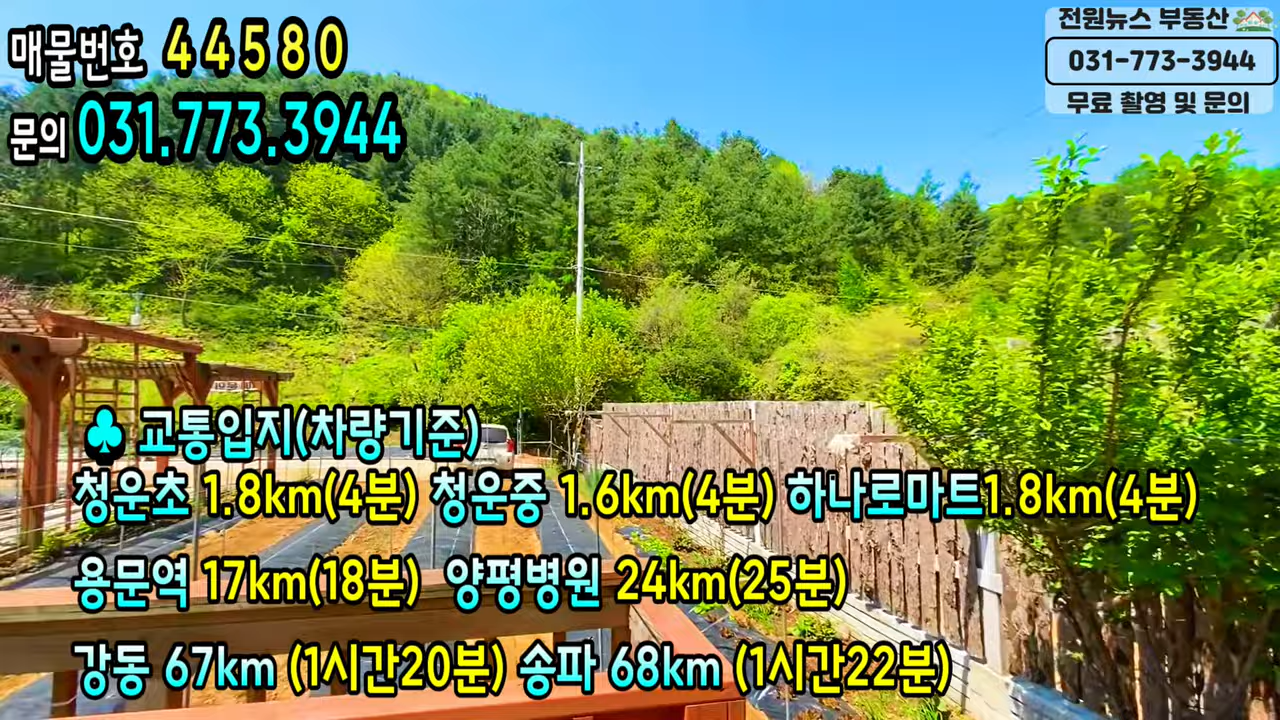 매물번호 44580
문의 031.773.3944
전원뉴스 부동산
031-773-3944
무료 촬영 및 문의
♣ 교통입지(차량기준)
청운초 1.8km(4분) 청운중 1.6km(4분) 하나로마트1.8km(4분)
용문역 17km(18분) 양평병원 24km(25분)
강동 67km (1시간20분) 송파 68km (1시간22분)